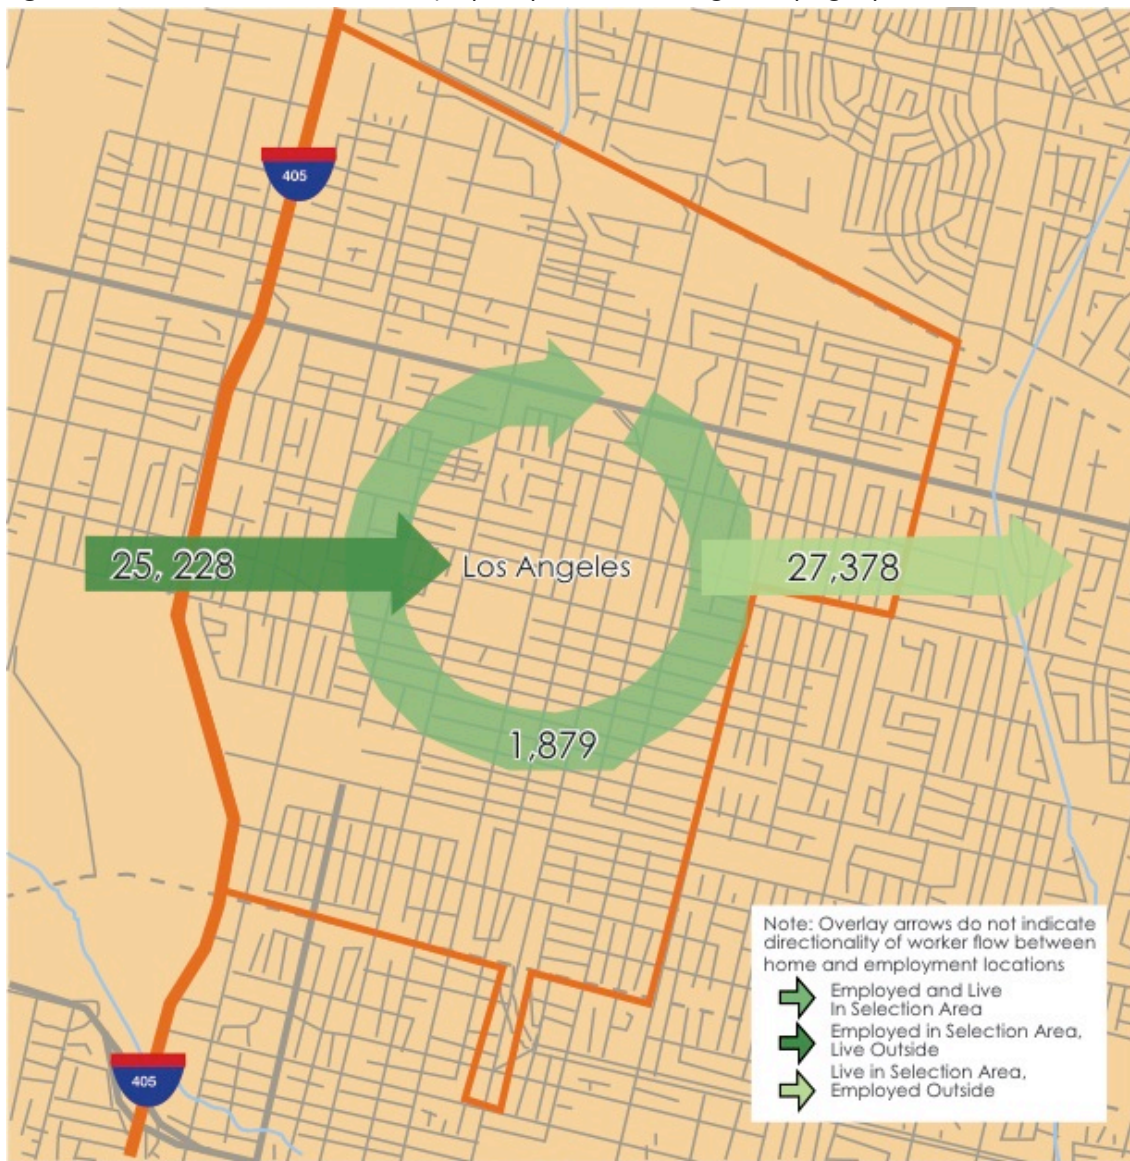 405
25, 228
Los Angeles
27,378
1,879
Note: Overlay arrows do not indicate
directionality of worker flow between
home and employment locations
Employed and Live
In Selection Area
Employed in Selection Area,
Live Outside
Live in Selection Area,
Employed Outside
405